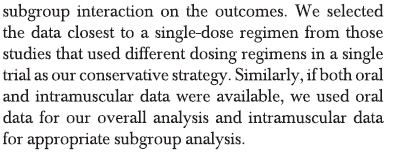 subgroup interaction on the outcomes. We selected
the data closest to a single-dose regimen from those
studies that used different dosing regimens in a single
trial as our conservative strategy. Similarly, if both oral
and intramuscular data were available, we used oral
data for our overall analysis and intramuscular data
for appropriate subgroup analysis.